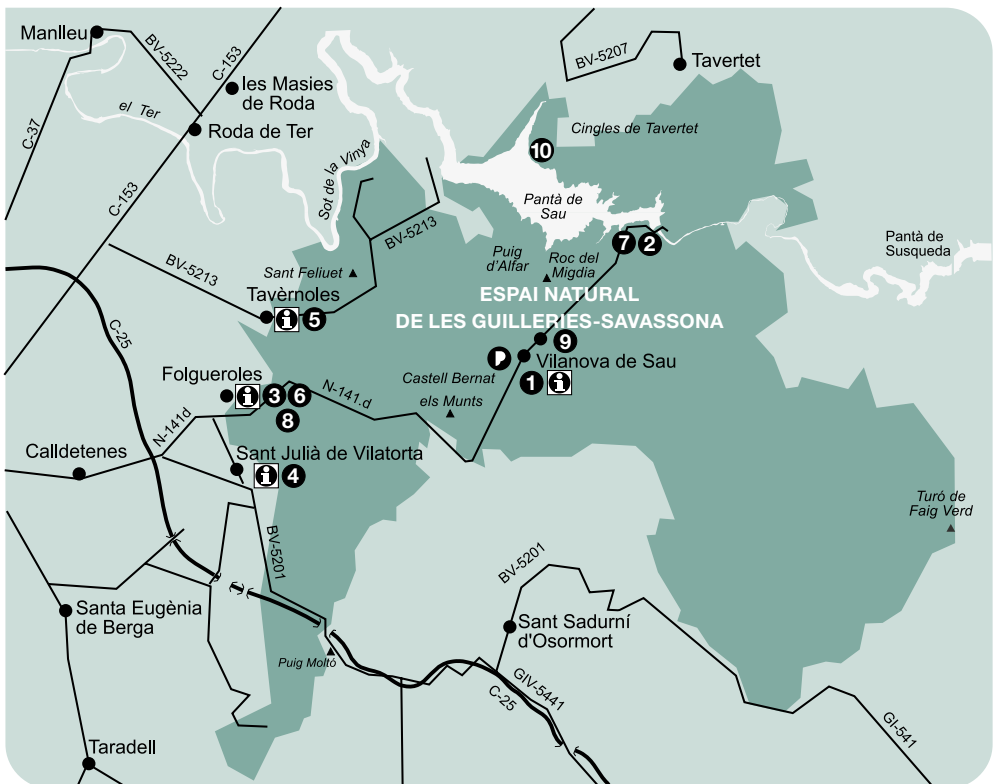 Manlleu
BV-5222
C-153
les Masies
de Roda
BV-5207
Tavertet
C-37
el Ter
Roda de Ter
Sot de la Vinya
10
Cingles de Tavertet
C-153
Pantà de
Sau
BV-5213
BV-5213
Sant Feliuet
Puig
d'Alfar
Roc del
Migdia
7 2
Pantà de
Susqueda
Tavèrnoles
i 5
ESPAI NATURAL
DE LES GUILLERIES-SAVASSONA
C-25
9
P
Vilanova de Sau
1 i
Folgueroles
i 3 6
8
N-141.d
Castell Bernat
els Munts
N-141d
Calldetenes
Sant Julià de Vilatorta
i 4
Turó de
Faig Verd
BV-5201
BV-5201
Santa Eugènia
de Berga
Sant Sadurní
d'Osormort
Puig Moltó
GIV-5441
C-25
GI-541
Taradell